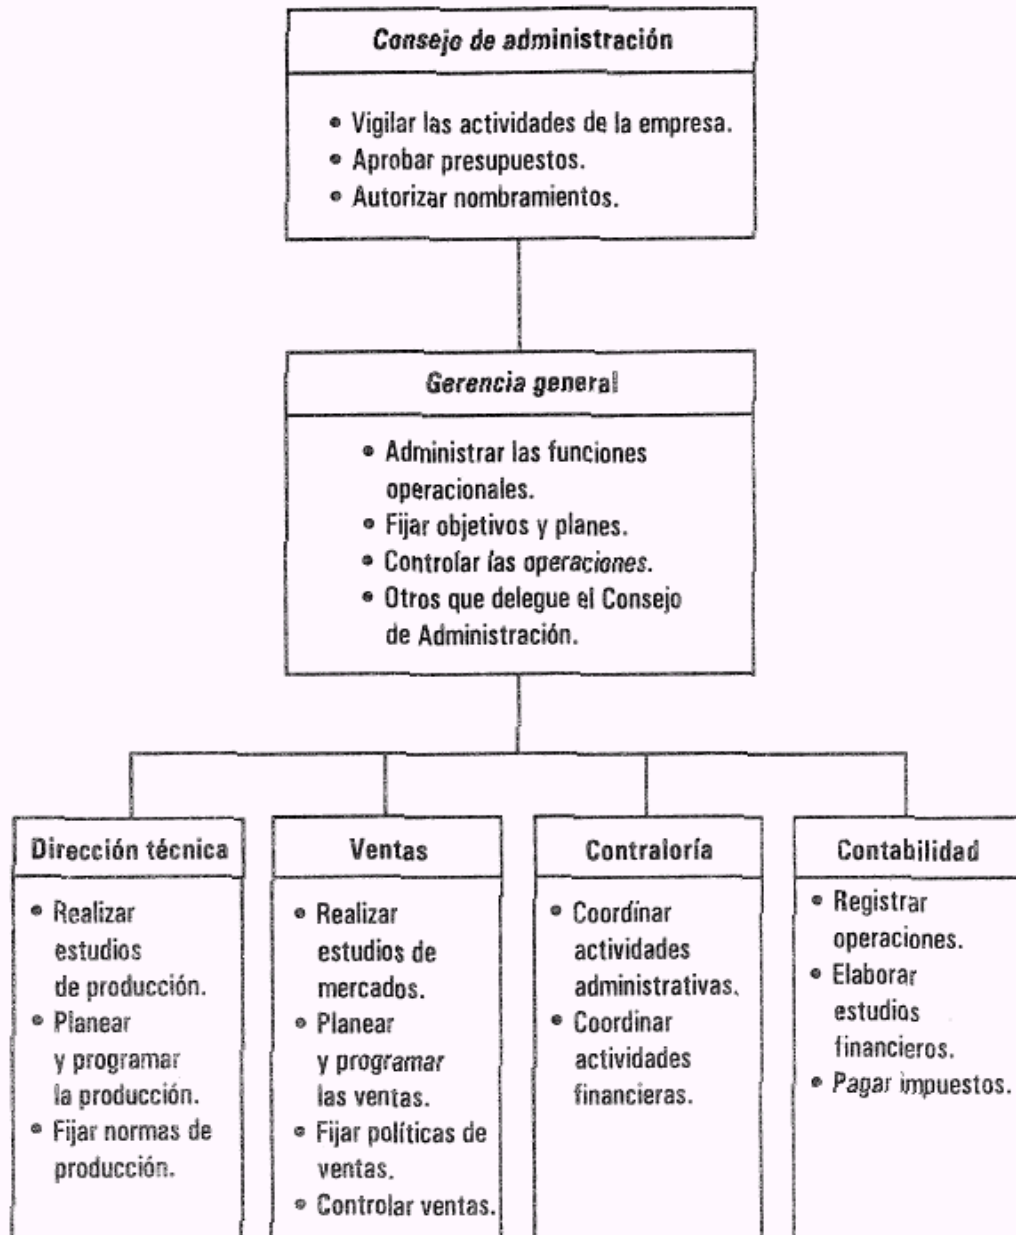 Consejo de administración
• Vigilar las actividades de la empresa.
• Aprobar presupuestos.
• Autorizar nombramientos.
Gerencia general
• Administrar las funciones
operacionales.
• Fijar objetivos y planes.
• Controlar las operaciones.
• Otros que delegue el Consejo
de Administración.
Dirección técnica
• Realizar
estudios
de producción.
• Planear
y programar
la producción.
• Fijar normas de
producción.
Ventas
• Realizar
estudios de
mercados.
• Planear
y programar
las ventas.
• Fijar políticas de
ventas.
• Controlar ventas.
Contraloría
• Coordinar
actividades
administrativas.
• Coordinar
actividades
financieras.
Contabilidad
• Registrar
operaciones.
• Elaborar
estudios
financieros.
• Pagar impuestos.